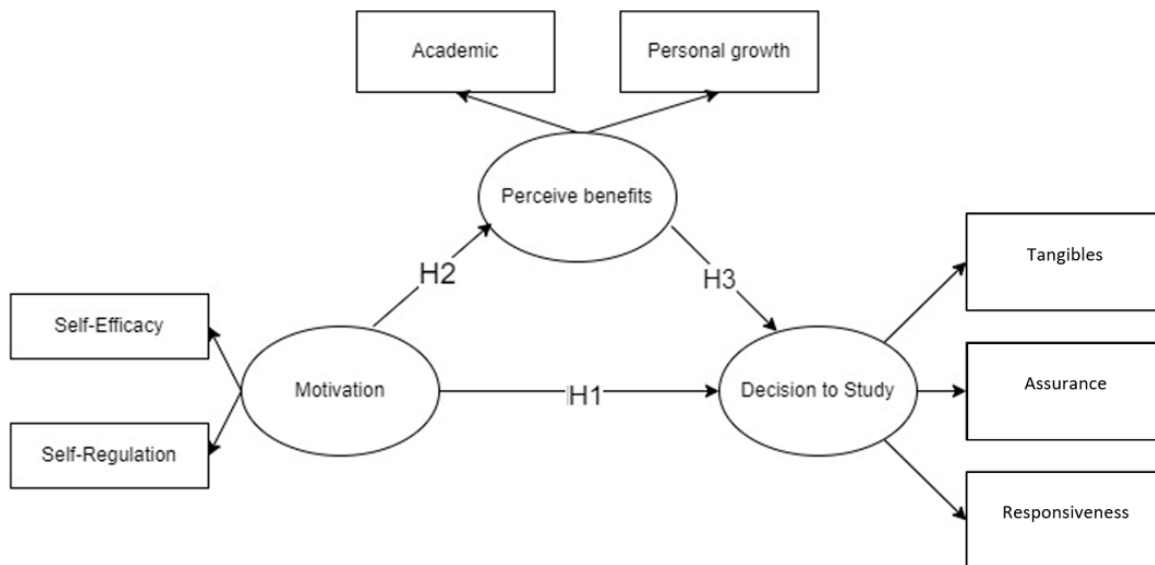 Academic
Personal growth
Perceive benefits
Tangibles
H2
H3
Self-Efficacy
Motivation
H1
Decision to Study
Assurance
Self-Regulation
Responsiveness